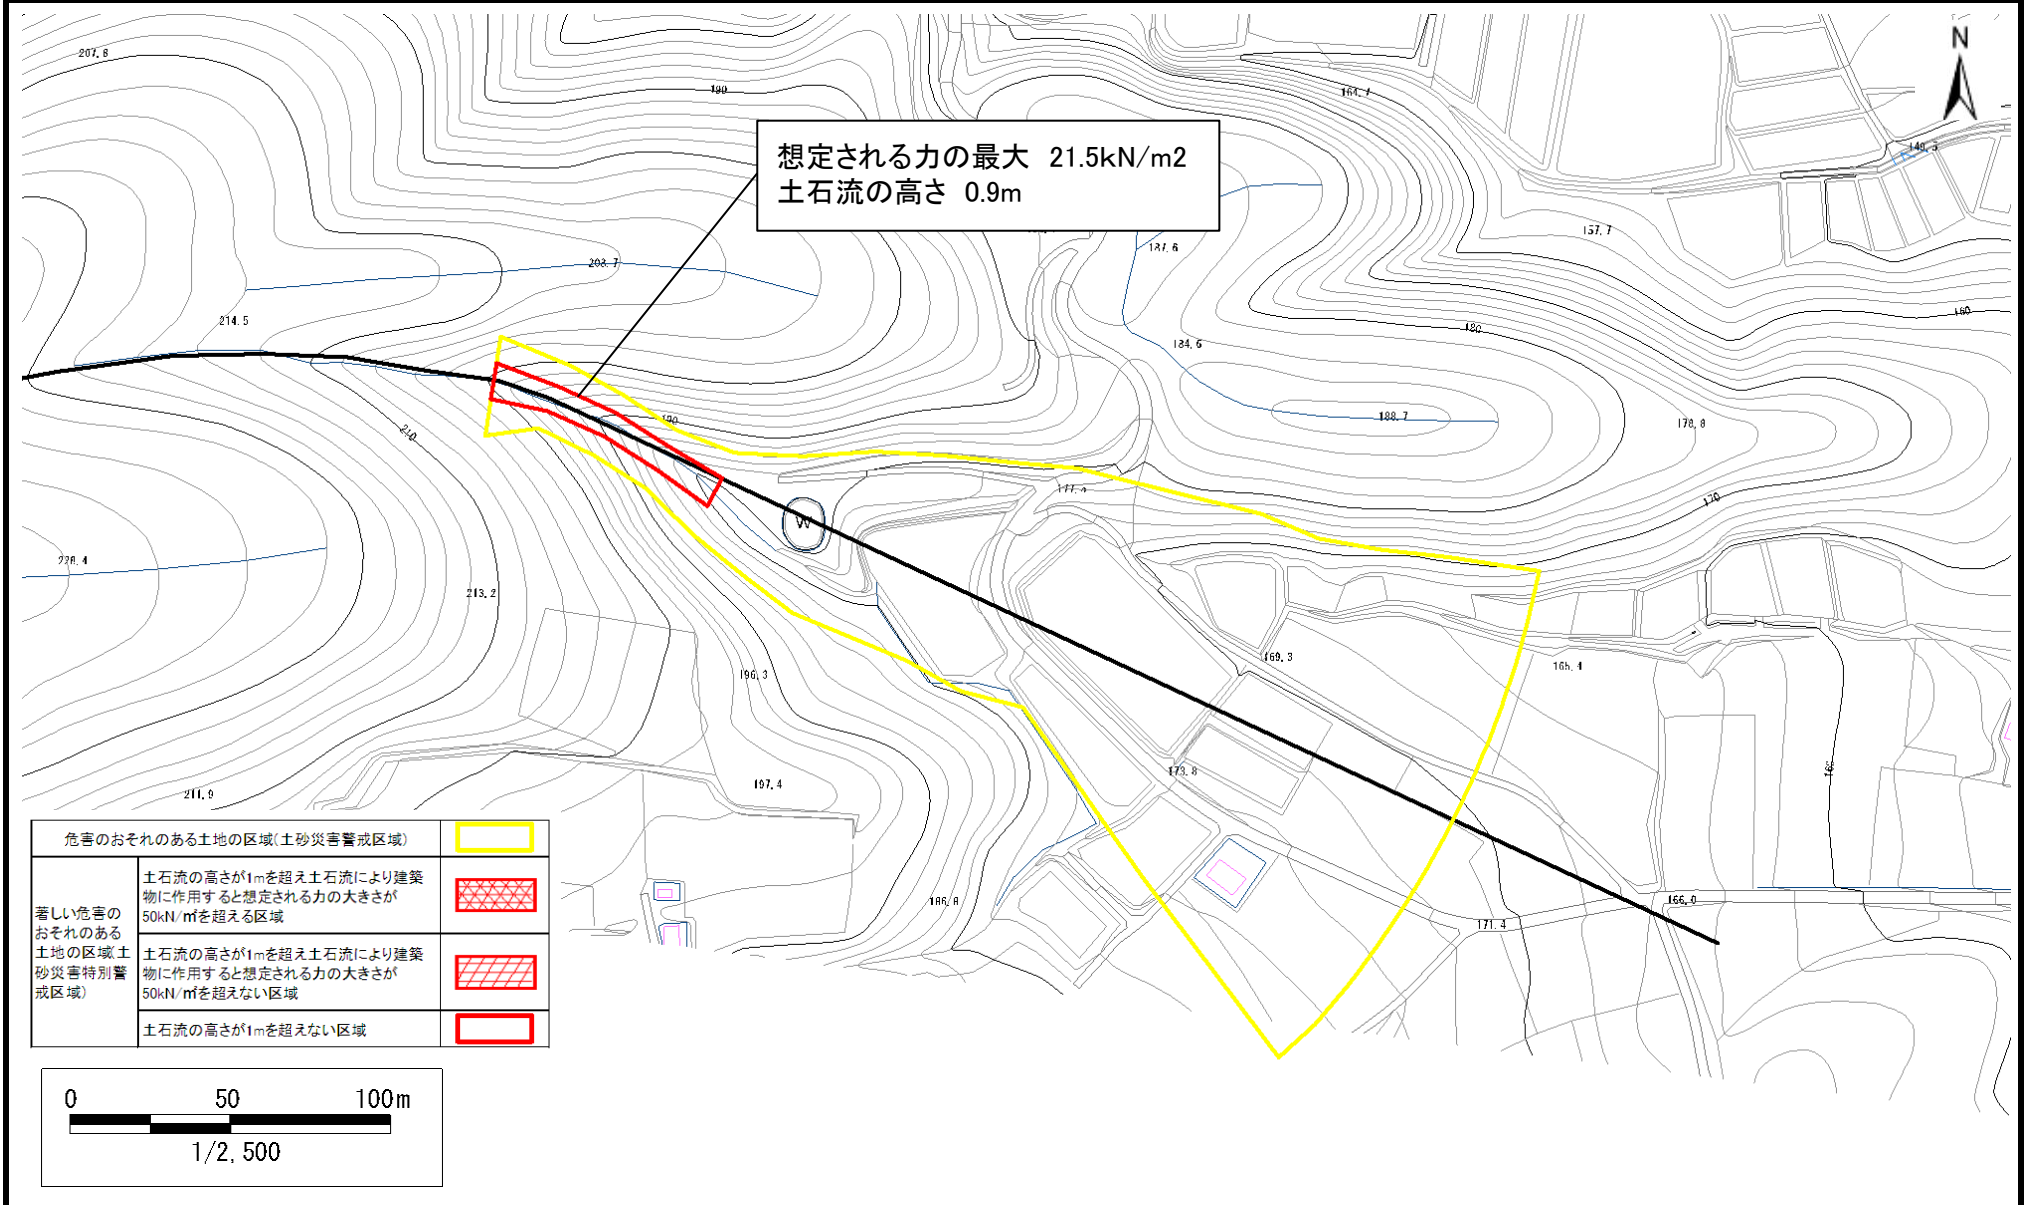 207.8
190
164.7
N
149.3
想定される力の最大 21.5kN/m2
土石流の高さ 0.9m
187.6
157.7
203.7
214.5
180
160
184.6
190
188.7
178.8
210
170
W
228.4
213.2
169.3
165.4
196.3
173.8
197.4
211.9
186.8
171.4
166.0
危害のおそれのある土地の区域(土砂災害警戒区域)
著しい危害の
おそれのある
土地の区域(土
砂災害特別警
戒区域)
土石流の高さが1mを超え土石流により建築
物に作用すると想定される力の大きさが
50kN/㎡を超える区域
土石流の高さが1mを超え土石流により建築
物に作用すると想定される力の大きさが
50kN/㎡を超えない区域
土石流の高さが1mを超えない区域
0 50 100m
1/2,500